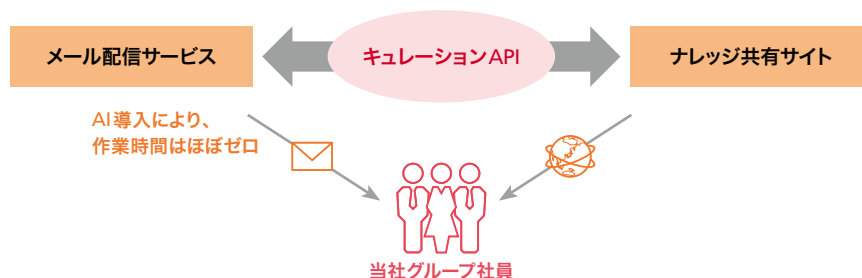 メール配信サービス
キュレーションAPI
ナレッジ共有サイト
AI導入により、
作業時間はほぼゼロ
当社グループ社員